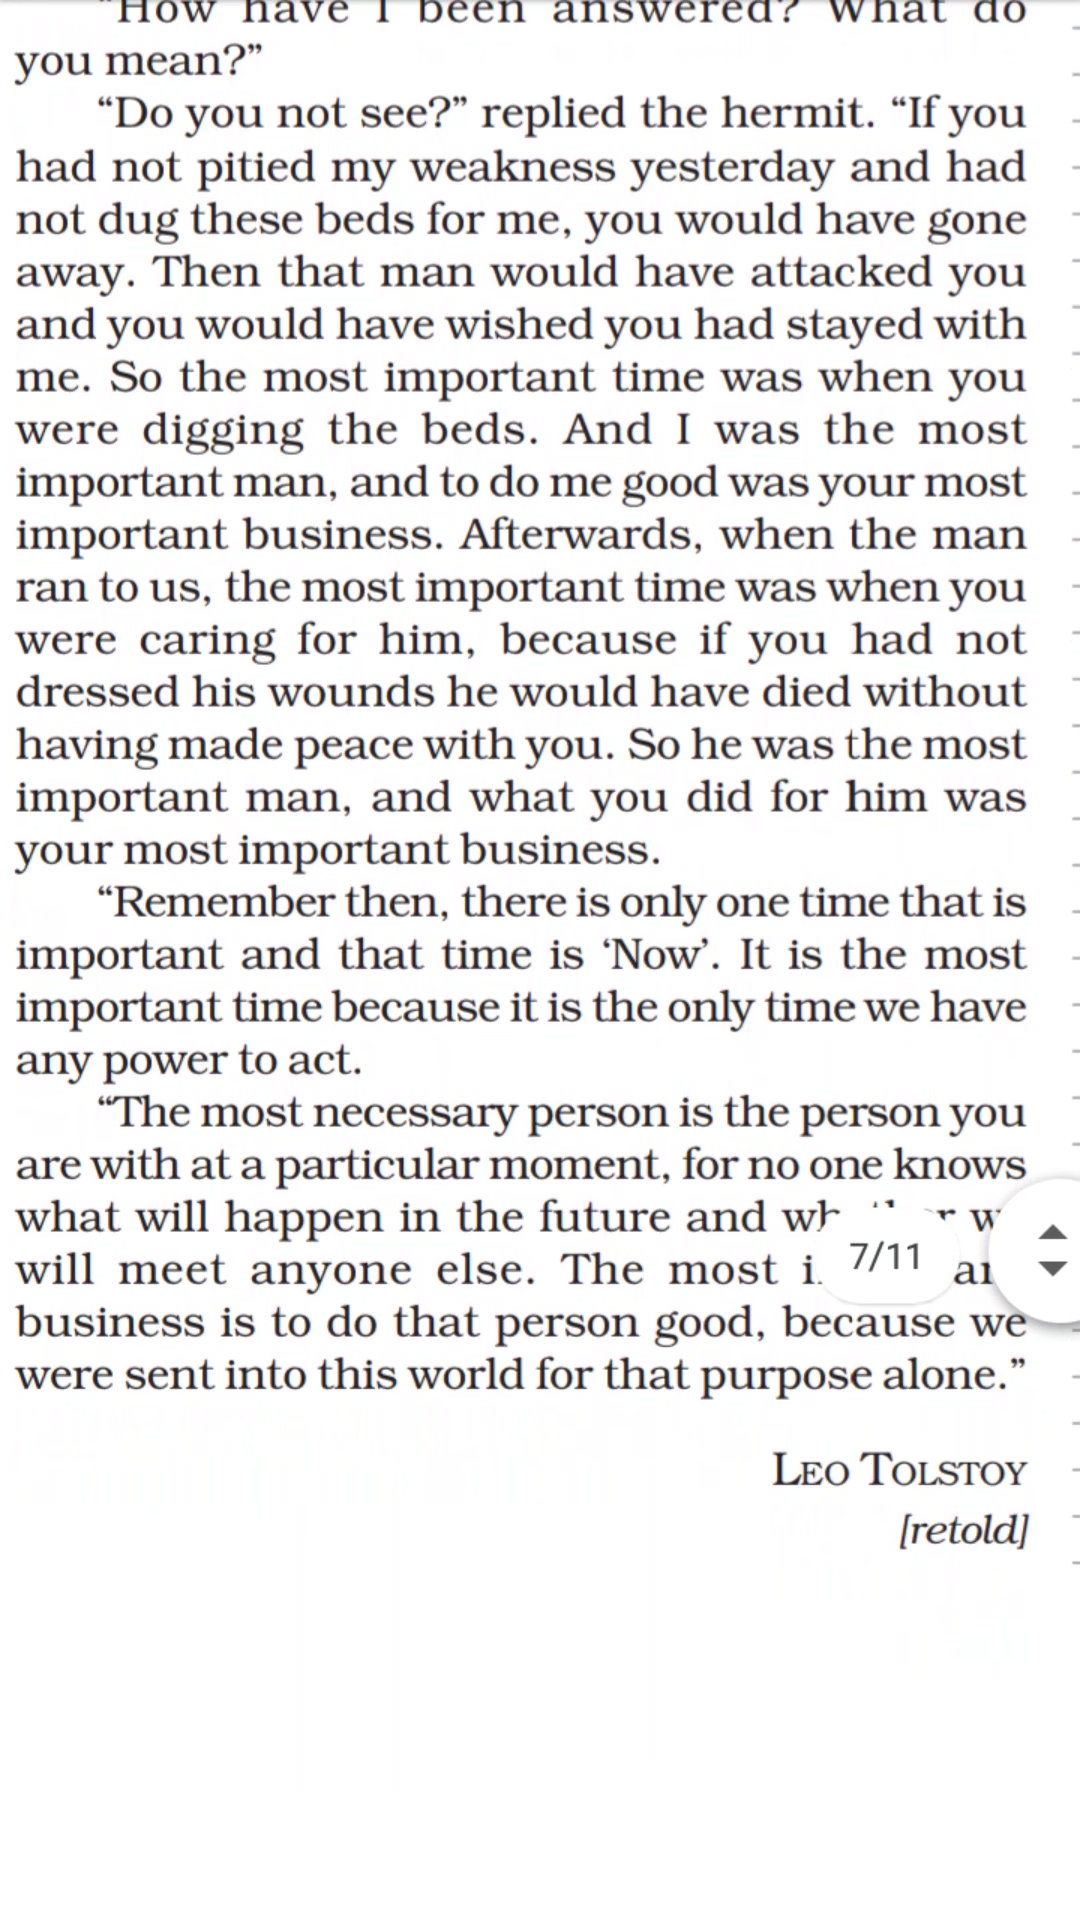 "How have I been answered? What do
you mean?"
"Do you not see?" replied the hermit. "If you
had not pitied my weakness yesterday and had
not dug these beds for me, you would have gone
away. Then that man would have attacked you
and you would have wished you had stayed with
me. So the most important time was when you
were digging the beds. And I was the most
important man, and to do me good was your most
important business. Afterwards, when the man
ran to us, the most important time was when you
were caring for him, because if you had not
dressed his wounds he would have died without
having made peace with you. So he was the most
important man, and what you did for him was
your most important business.
"Remember then, there is only one time that is
important and that time is ‘Now’. It is the most
important time because it is the only time we have
any power to act.
"The most necessary person is the person you
are with at a particular moment, for no one knows
what will happen in the future and
will meet anyone else. The most
7/11
business is to do that person good, because we
were sent into this world for that purpose alone."
LEO TOLSTOY
[retold]